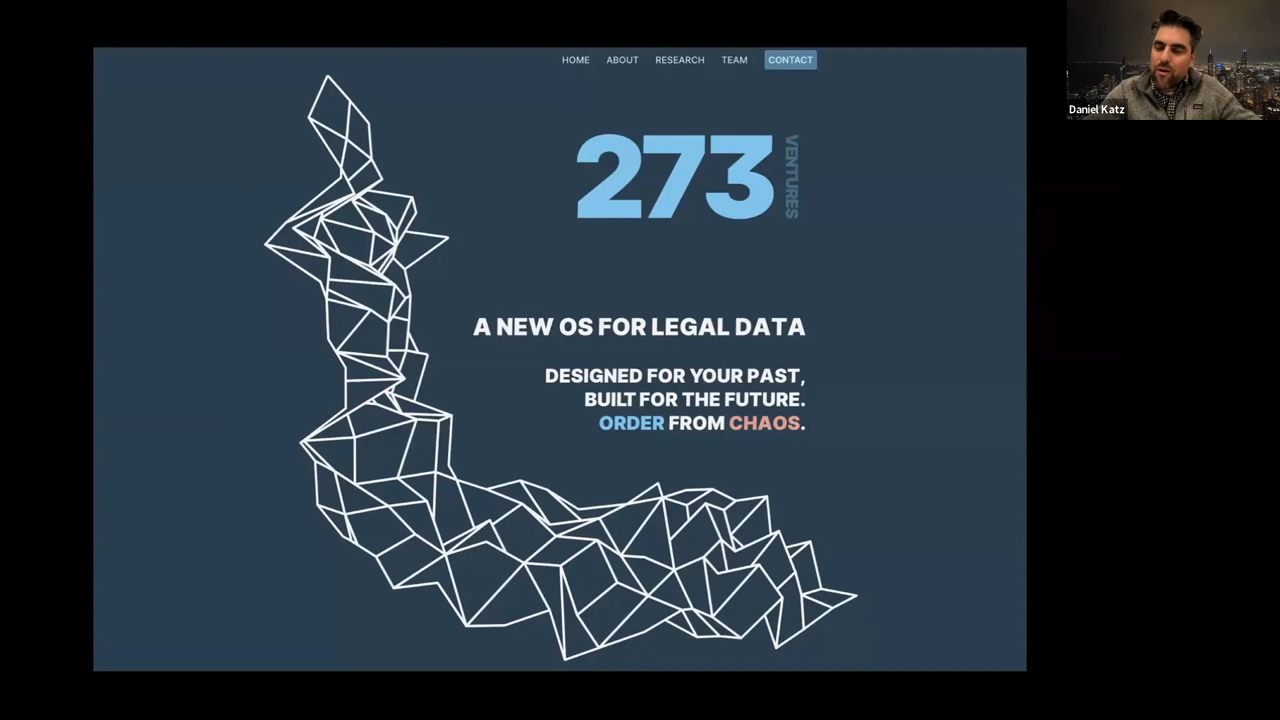 HOME ABOUT RESEARCH TEAM CONTACT
273
VENTURES
A NEW OS FOR LEGAL DATA
DESIGNED FOR YOUR PAST,
BUILT FOR THE FUTURE.
ORDER FROM CHAOS.
Daniel Katz